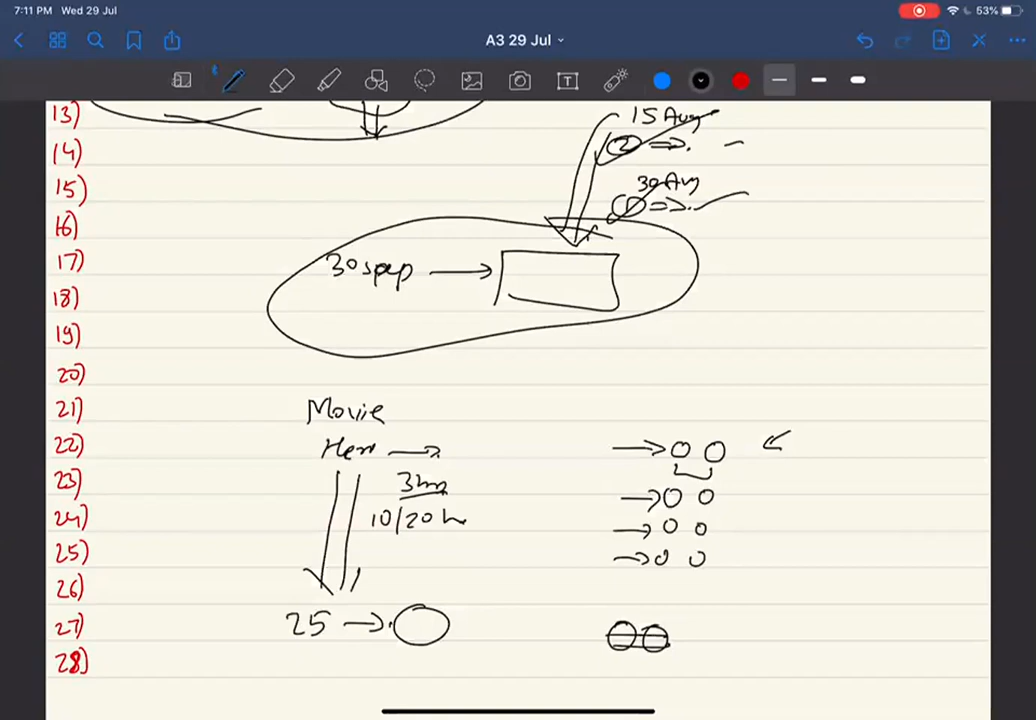 7:11 PM Wed 29 Jul
53%
A3 29 Jul
T
13)
15 Aug
14)
2
15)
30 Aug
1
16)
17)
30 sep
18)
19)
20)
21)
Movie
22)
23)
3hrs
24)
10/20 hr
25)
26)
27)
25
28)